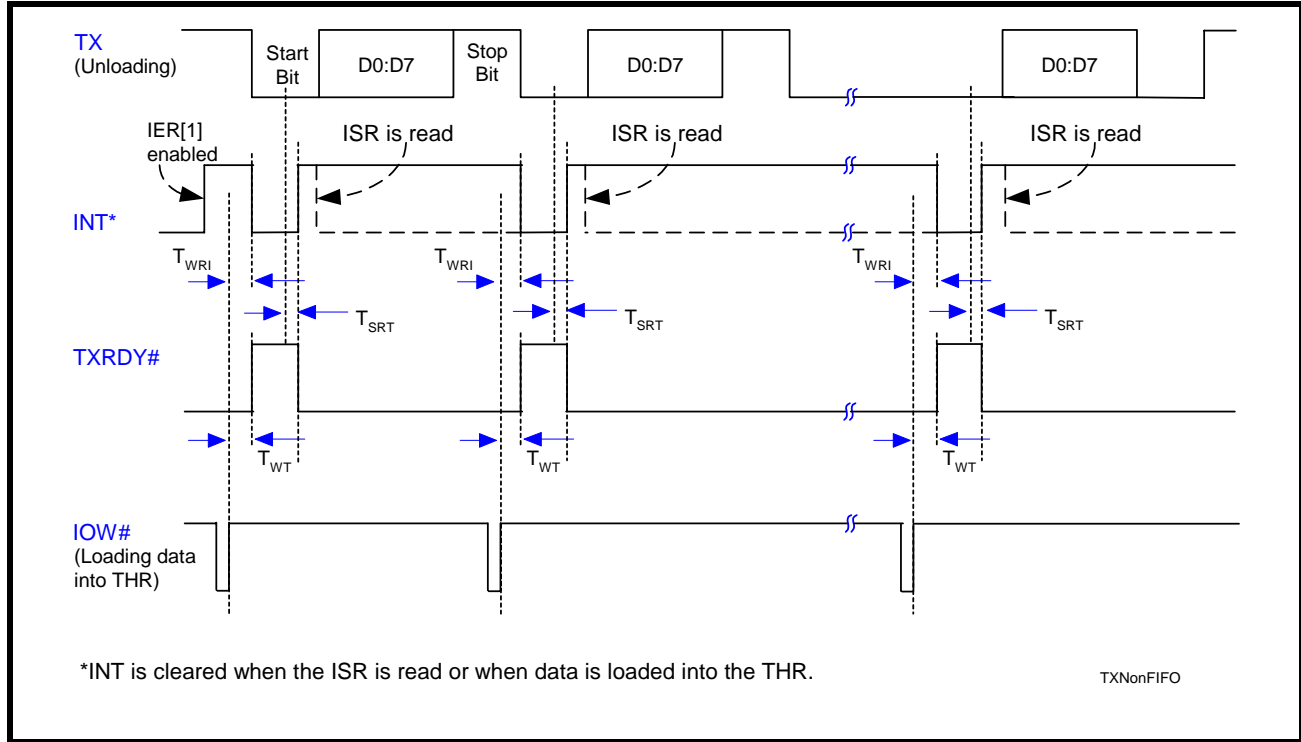 TX
(Unloading)
Start
Bit
D0:D7
Stop
Bit
D0:D7
D0:D7
IER[1]
enabled
ISR is read
ISR is read
ISR is read
INT*
TWRI
TWRI
TWRI
TSRT
TSRT
TSRT
TXRDY#
TWT
TWT
TWT
IOW#
(Loading data
into THR)
*INT is cleared when the ISR is read or when data is loaded into the THR.
TXNonFIFO